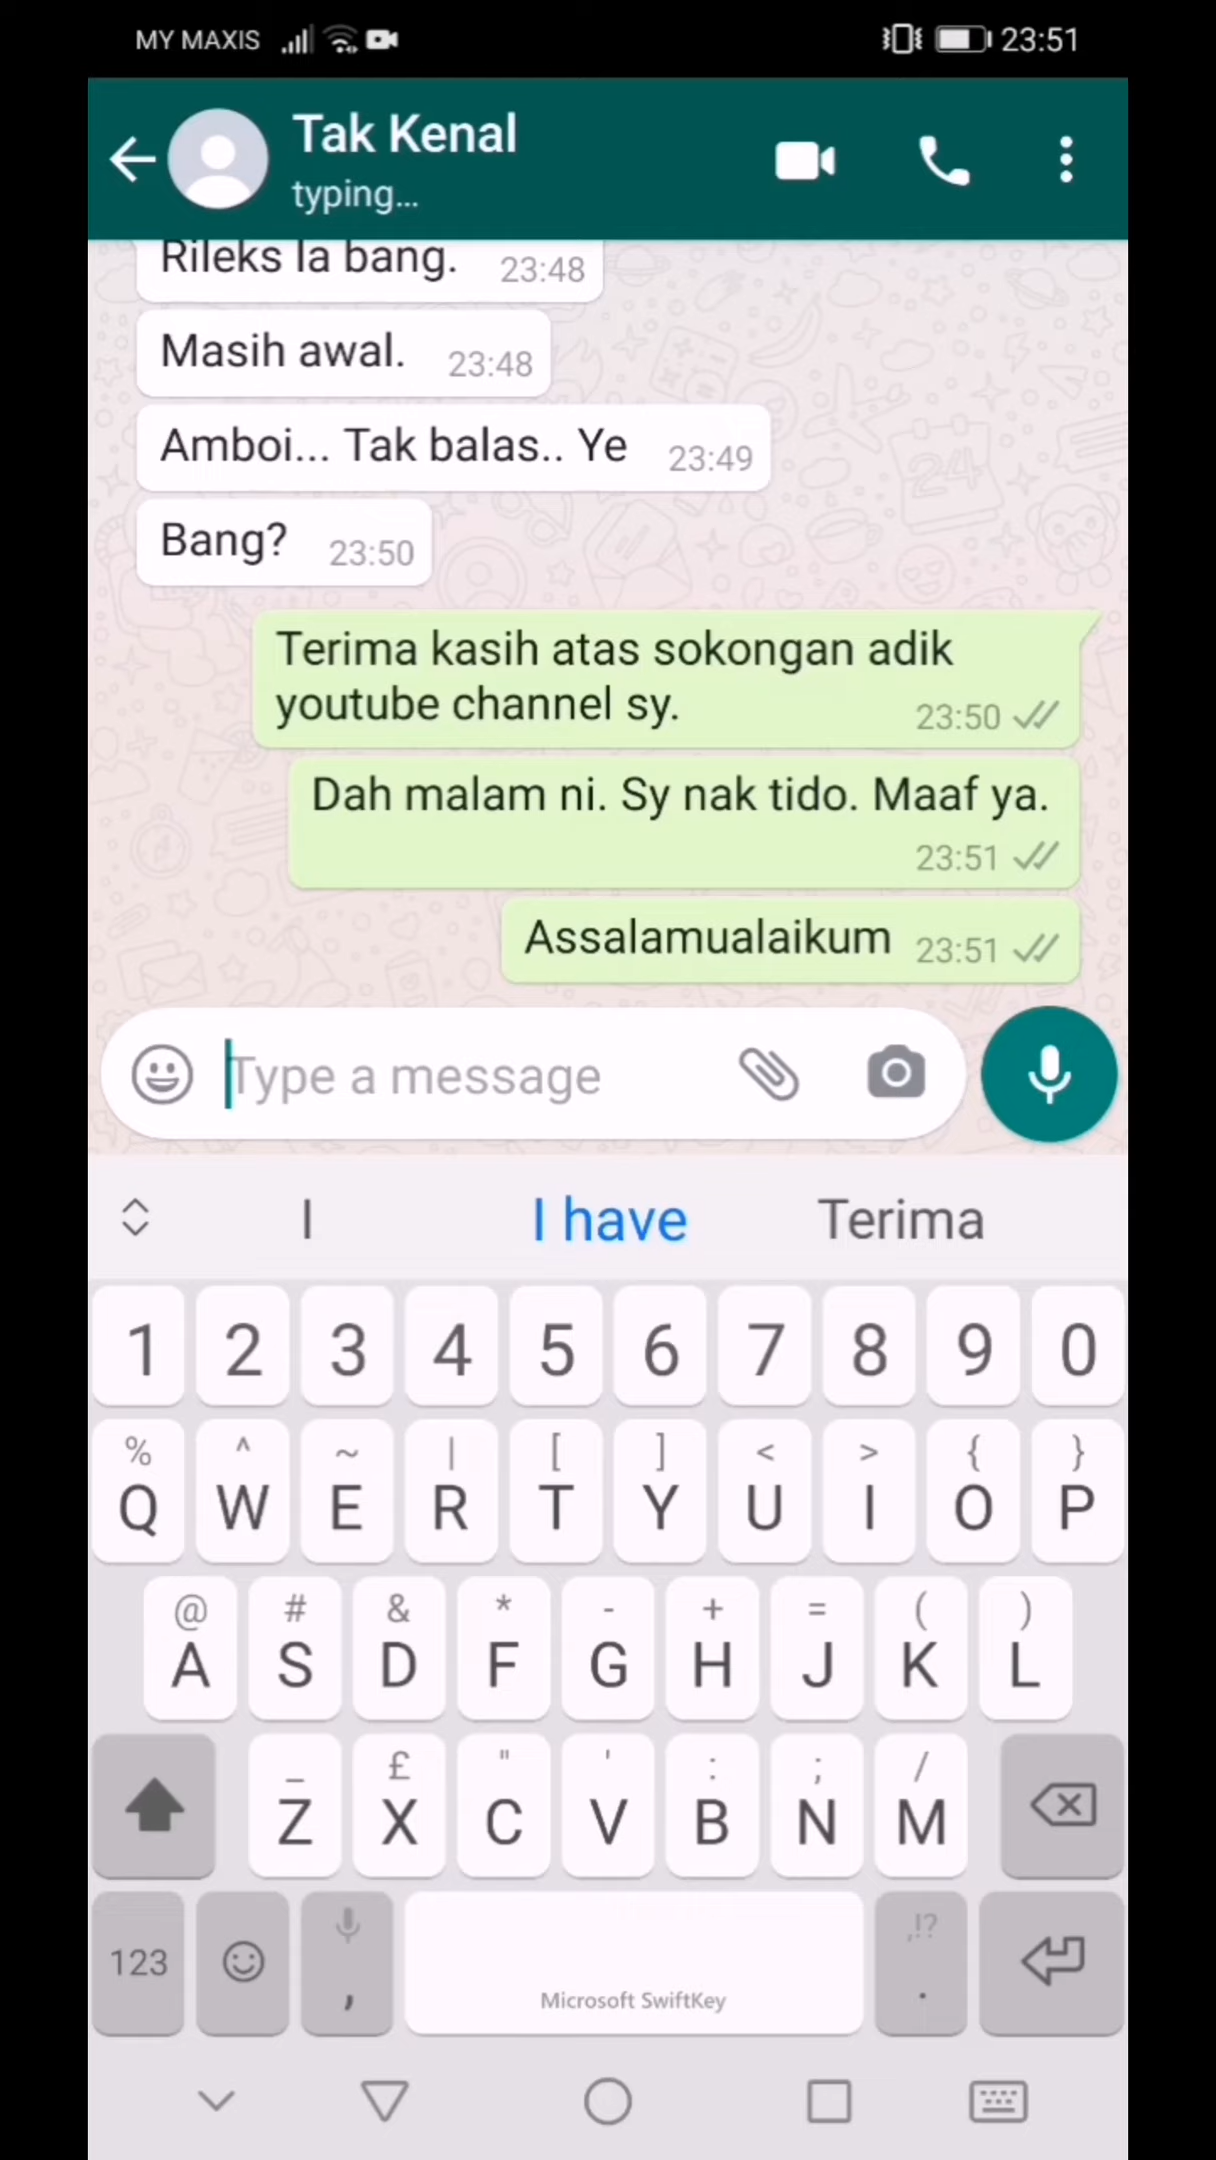 MY MAXIS
23:51
Tak Kenal
typing...
Rileks la bang. 23:48
Masih awal. 23:48
Amboi... Tak balas.. Ye 23:49
Bang? 23:50
Terima kasih atas sokongan adik
youtube channel sy. 23:50
Dah malam ni. Sy nak tido. Maaf ya.
23:51
Assalamualaikum 23:51
Type a message
I I have Terima
1 2 3 4 5 6 7 8 9 0
% ^ ~ | [ ] < > { }
Q W E R T Y U I O P
@ # & * - + = ( )
A S D F G H J K L
_ £ " ' : ; /
Z X C V B N M
,!?
123 , Microsoft SwiftKey .